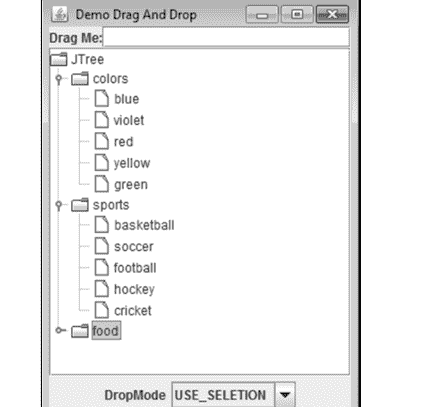 Demo Drag And Drop
Drag Me:
JTree
colors
blue
violet
red
yellow
green
sports
basketball
soccer
football
hockey
cricket
food
DropMode USE_SELETION